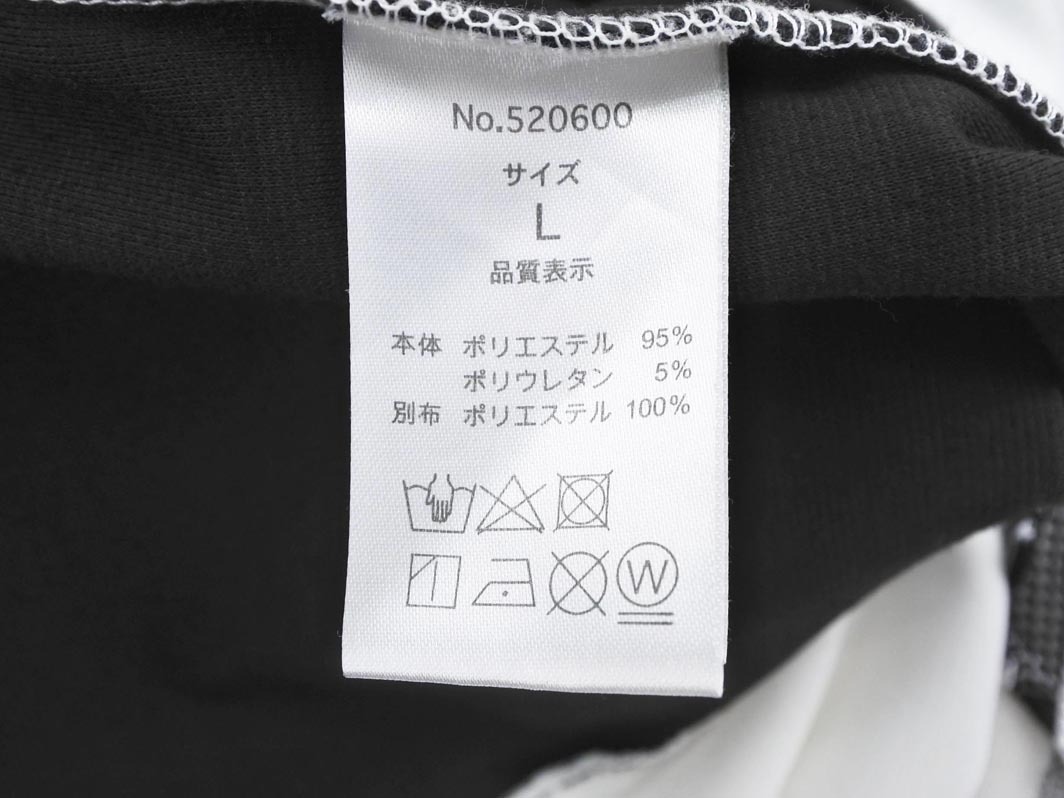 No.520600
サイズ
L
品質表示
本体 ポリエステル 95%
ポリウレタン 5%
別布 ポリエステル 100%
W